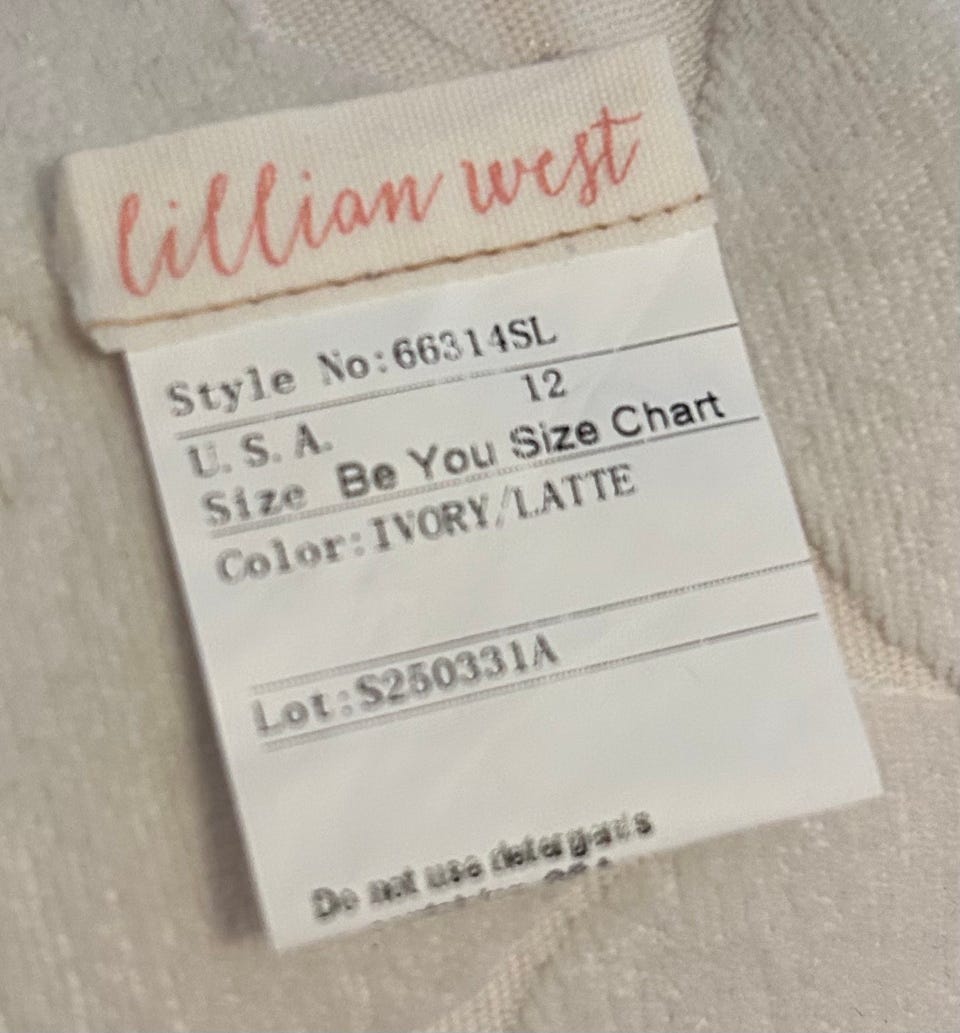 lillian west
Style No:66314SL
U.S.A. 12
Size Be You Size Chart
Color:IVORY/LATTE
Lot:S250331A
Do not use